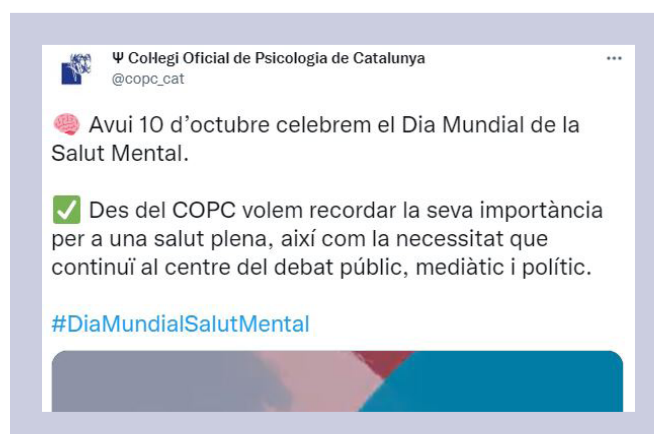 Ψ Col·legi Oficial de Psicologia de Catalunya
@copc_cat
🧠 Avui 10 d’octubre celebrem el Dia Mundial de la
Salut Mental.
✅ Des del COPC volem recordar la seva importància
per a una salut plena, així com la necessitat que
continuï al centre del debat públic, mediàtic i polític.
#DiaMundialSalutMental